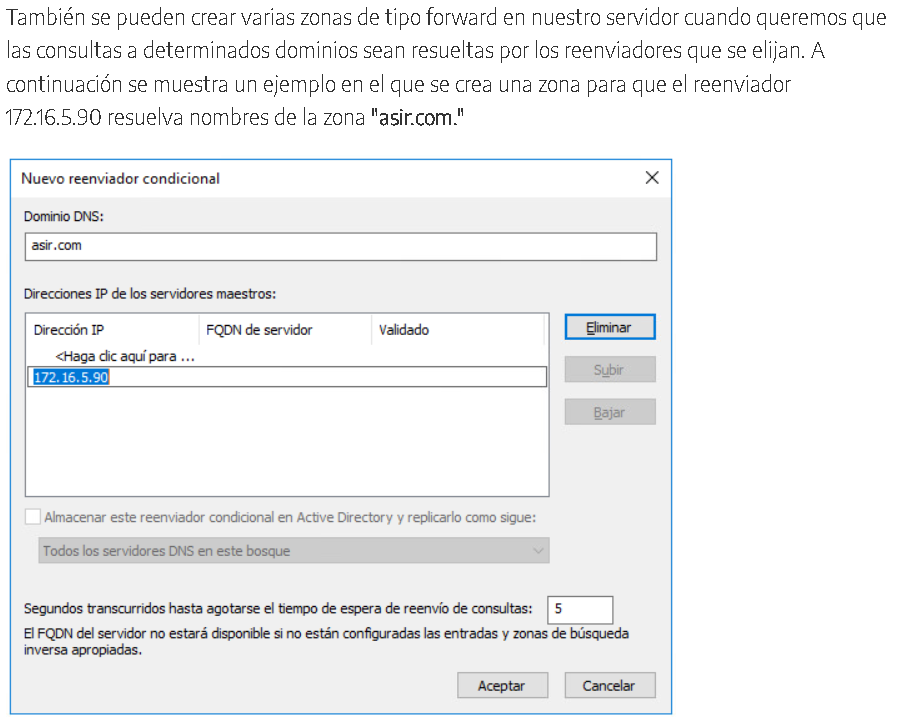 También se pueden crear varias zonas de tipo forward en nuestro servidor cuando queremos que
las consultas a determinados dominios sean resueltas por los reenviadores que se elijan. A
continuación se muestra un ejemplo en el que se crea una zona para que el reenviador
172.16.5.90 resuelva nombres de la zona "asir.com."
Nuevo reenviador condicional
Dominio DNS:
asir.com
Direcciones IP de los servidores maestros:
Dirección IP FQDN de servidor Validado
<Haga clic aquí para ...
172.16.5.90
Eliminar
Subir
Bajar
Almacenar este reenviador condicional en Active Directory y replicarlo como sigue:
Todos los servidores DNS en este bosque
Segundos transcurridos hasta agotarse el tiempo de espera de reenvío de consultas: 5
El FQDN del servidor no estará disponible si no están configuradas las entradas y zonas de búsqueda
inversa apropiadas.
Aceptar Cancelar